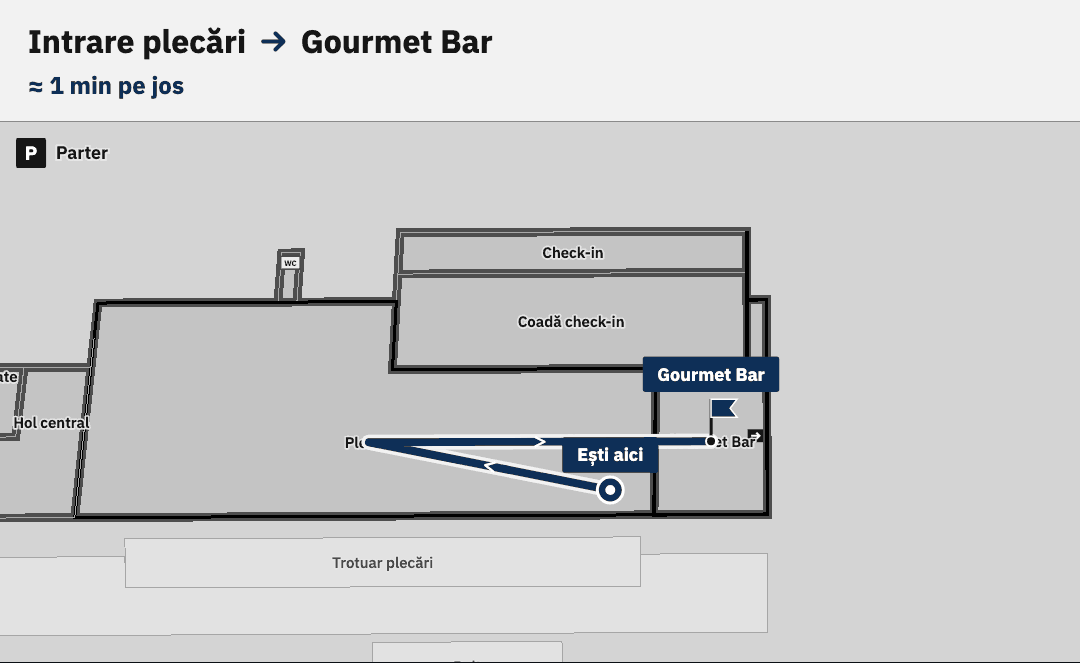 Intrare plecări → Gourmet Bar
≈ 1 min pe jos
P Parter
Check-in
WC
Coadă check-in
Gourmet Bar
Hol central
Ești aici
Bar
Trotuar plecări